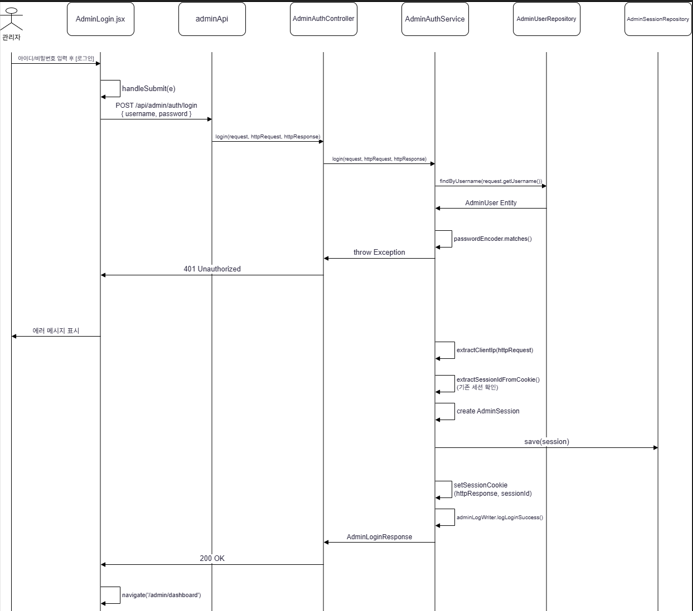 AdminLogin.jsx
adminApi
AdminAuthController
AdminAuthService
AdminUserRepository
AdminSessionRepository
관리자
아이디/비밀번호 입력 후 [로그인]
handleSubmit(e)
POST /api/admin/auth/login
{ username, password }
login(request, httpRequest, httpResponse)
login(request, httpRequest, httpResponse)
findByUsername(request.getUsername())
AdminUser Entity
passwordEncoder.matches()
throw Exception
401 Unauthorized
에러 메시지 표시
extractClientIp(httpRequest)
extractSessionIdFromCookie()
(기존 세션 확인)
create AdminSession
save(session)
setSessionCookie
(httpResponse, sessionId)
adminLogWriter.logLoginSuccess()
AdminLoginResponse
200 OK
navigate('/admin/dashboard')